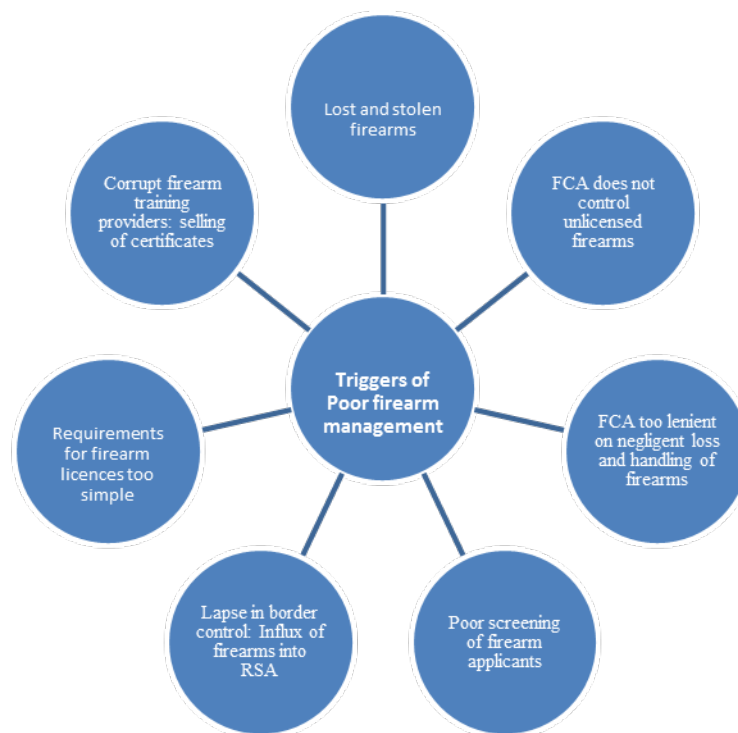 Lost and stolen
firearms
FCA does not
control
unlicensed
firearms
FCA too lenient
on negligent loss
and handling of
firearms
Poor screening
of firearm
applicants
Lapse in border
control: Influx of
firearms into
RSA
Requirements
for firearm
licences too
simple
Corrupt firearm
training
providers: selling
of certificates
Triggers of
Poor firearm
management